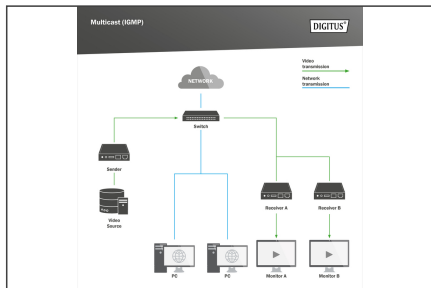 Multicast (IGMP)
DIGITUS®
Video
transmission
Network
transmission
NETWORK
Switch
Sender
Video
Source
Receiver A
Receiver B
PC
PC
Monitor A
Monitor B